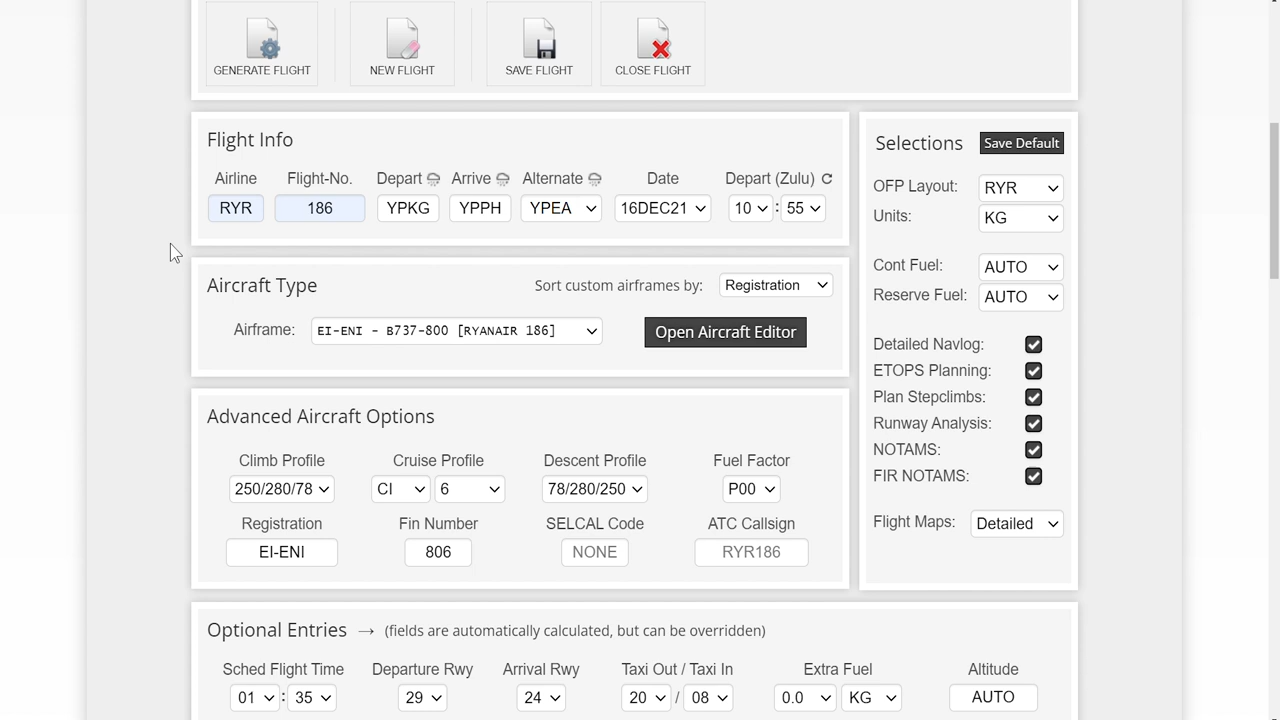 GENERATE FLIGHT NEW FLIGHT SAVE FLIGHT CLOSE FLIGHT
Flight Info
Airline Flight-No. Depart Arrive Alternate Date Depart (Zulu)
RYR 186 YPKG YPPH YPEA 16DEC21 10 : 55
Aircraft Type Sort custom airframes by: Registration
Airframe: EI-ENI - B737-800 [RYANAIR 186] Open Aircraft Editor
Advanced Aircraft Options
Climb Profile Cruise Profile Descent Profile Fuel Factor
250/280/78 CI 6 78/280/250 P00
Registration Fin Number SELCAL Code ATC Callsign
EI-ENI 806 NONE RYR186
Selections Save Default
OFP Layout: RYR
Units: KG
Cont Fuel: AUTO
Reserve Fuel: AUTO
Detailed Navlog:
ETOPS Planning:
Plan Stepclimbs:
Runway Analysis:
NOTAMS:
FIR NOTAMS:
Flight Maps: Detailed
Optional Entries → (fields are automatically calculated, but can be overridden)
Sched Flight Time Departure Rwy Arrival Rwy Taxi Out / Taxi In Extra Fuel Altitude
01 : 35 29 24 20 / 08 0.0 KG AUTO